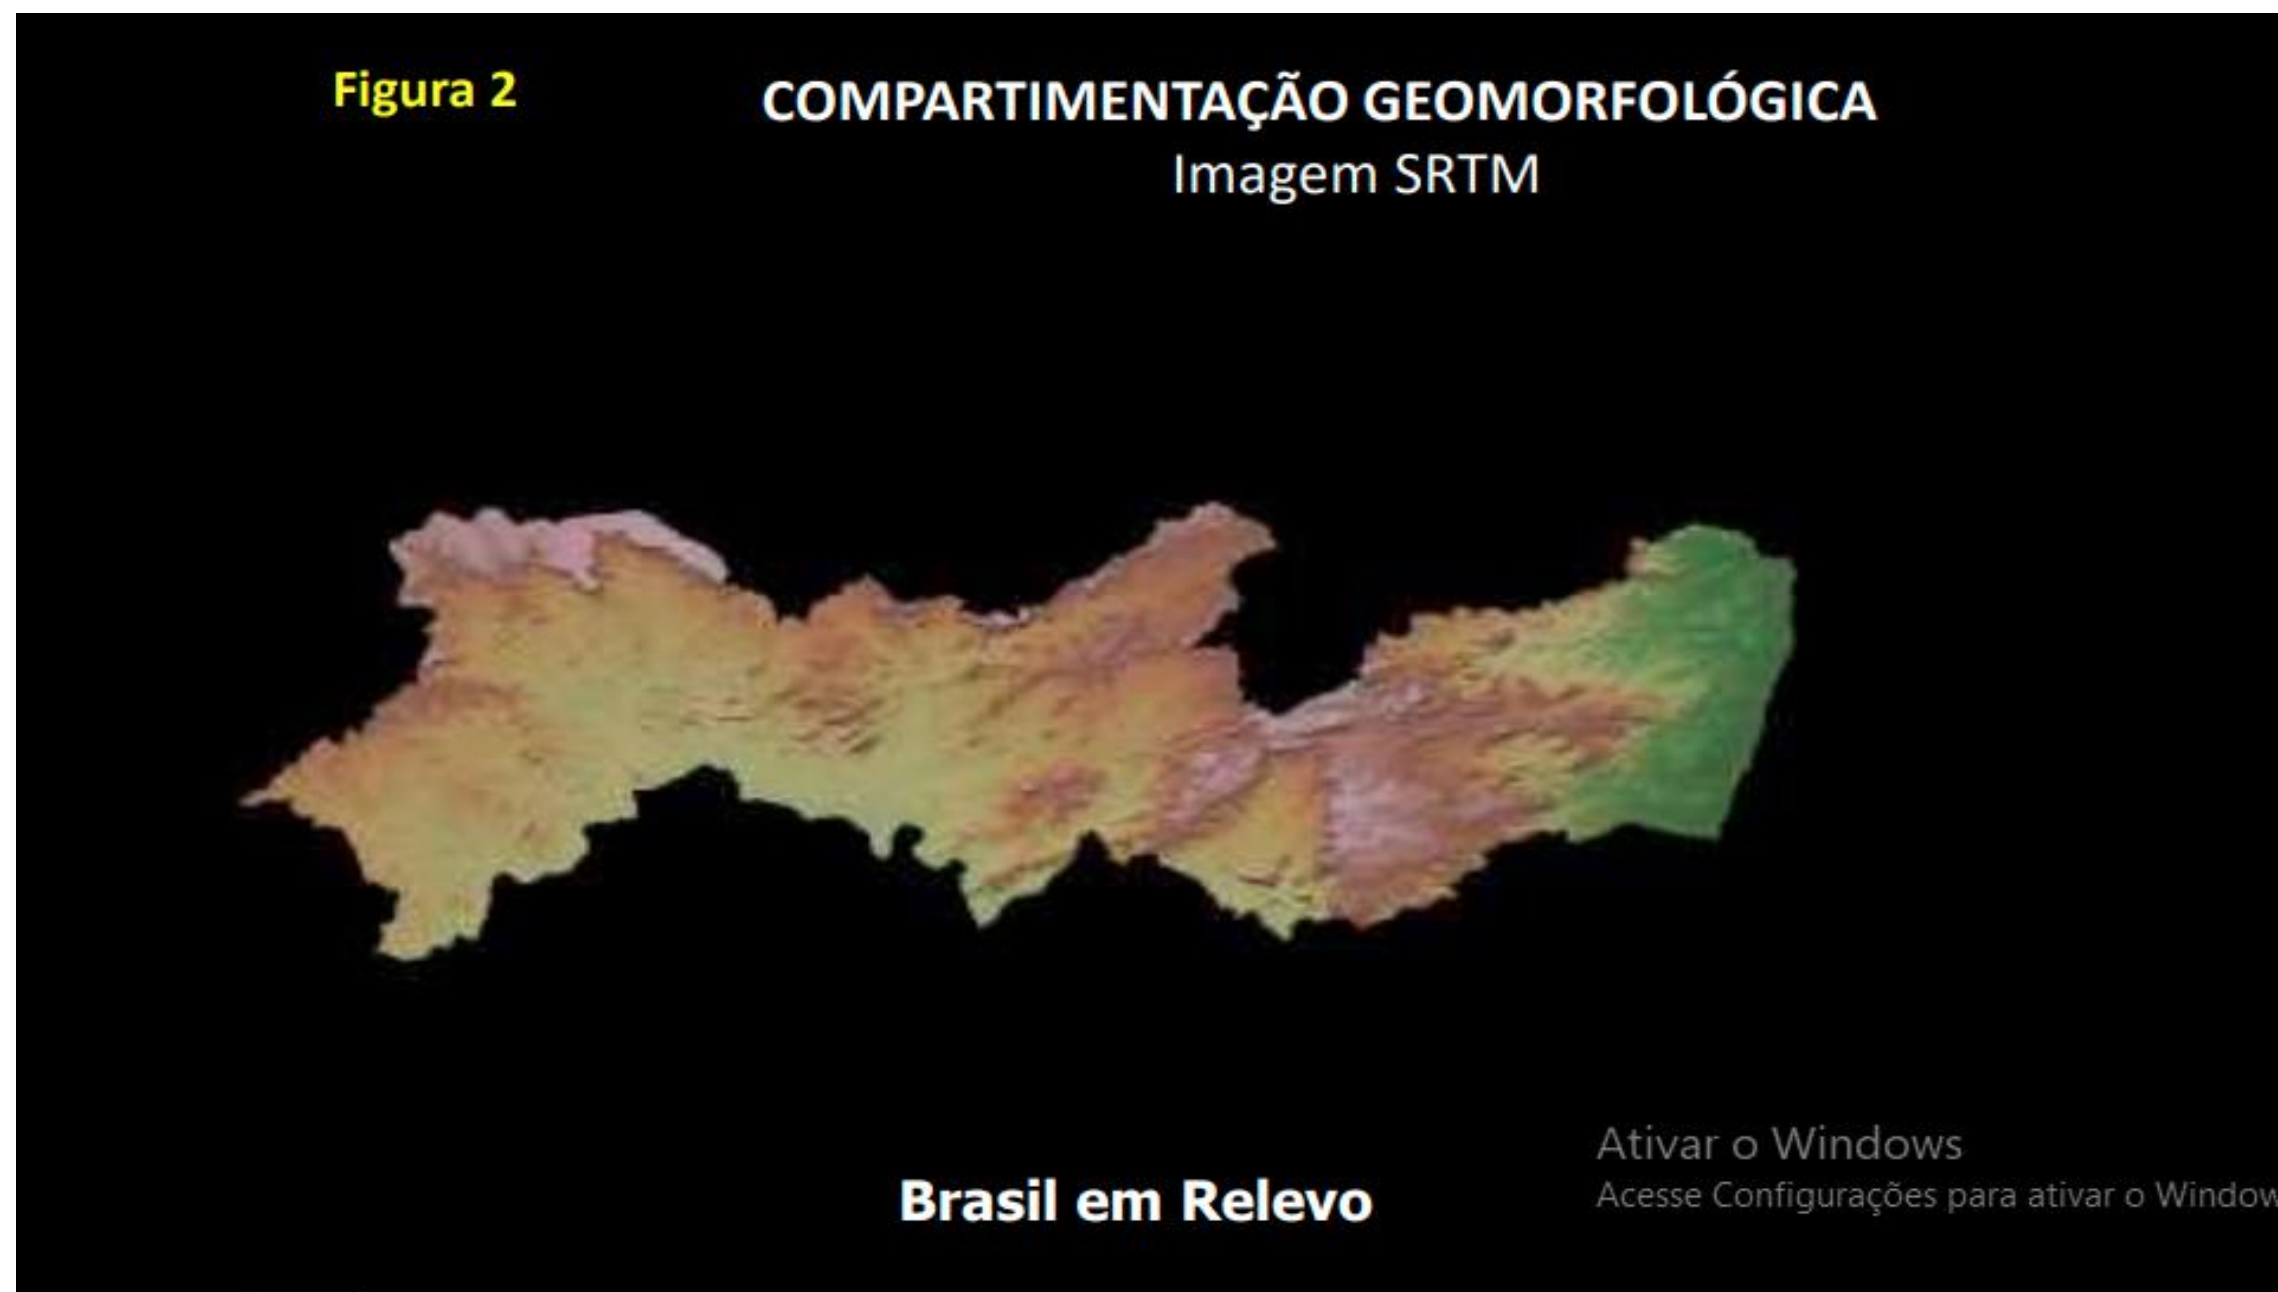 Figura 2
COMPARTIMENTAÇÃO GEOMORFOLÓGICA
Imagem SRTM
Brasil em Relevo
Ativar o Windows
Acesse Configurações para ativar o Window